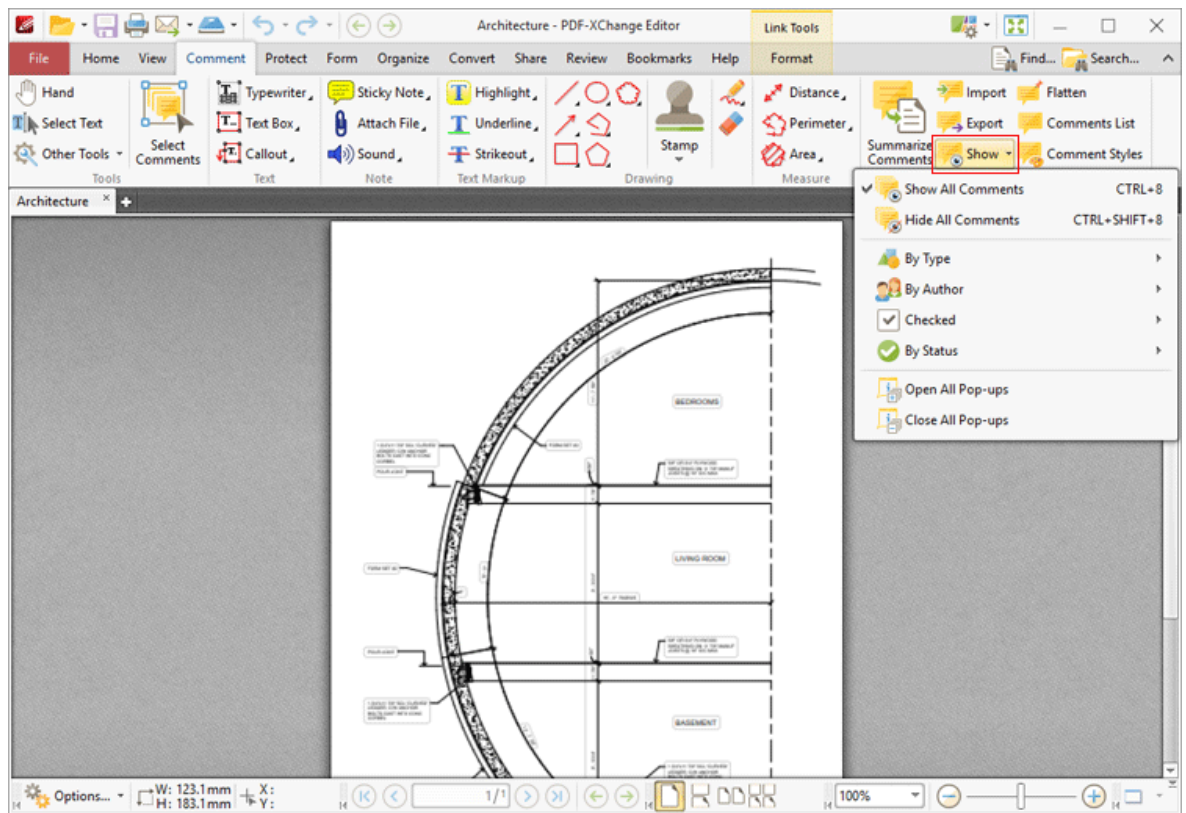 Architecture - PDF-XChange Editor
Link Tools
File Home View Comment Protect Form Organize Convert Share Review Bookmarks Help Format
Find... Search...
Hand
Select Text
Other Tools
Select Comments
Tools
Typewriter
Text Box
Callout
Text
Sticky Note
Attach File
Sound
Note
Highlight
Underline
Strikeout
Text Markup
Stamp
Drawing
Distance
Perimeter
Area
Measure
Summarize Comments
Import
Export
Show
Flatten
Comments List
Comment Styles
Architecture
Show All Comments CTRL+8
Hide All Comments CTRL+SHIFT+8
By Type
By Author
Checked
By Status
Open All Pop-ups
Close All Pop-ups
BEDROOMS
LIVING ROOM
BASEMENT
Options...
W: 123.1mm
H: 183.1mm
X:
Y:
1/1
100%